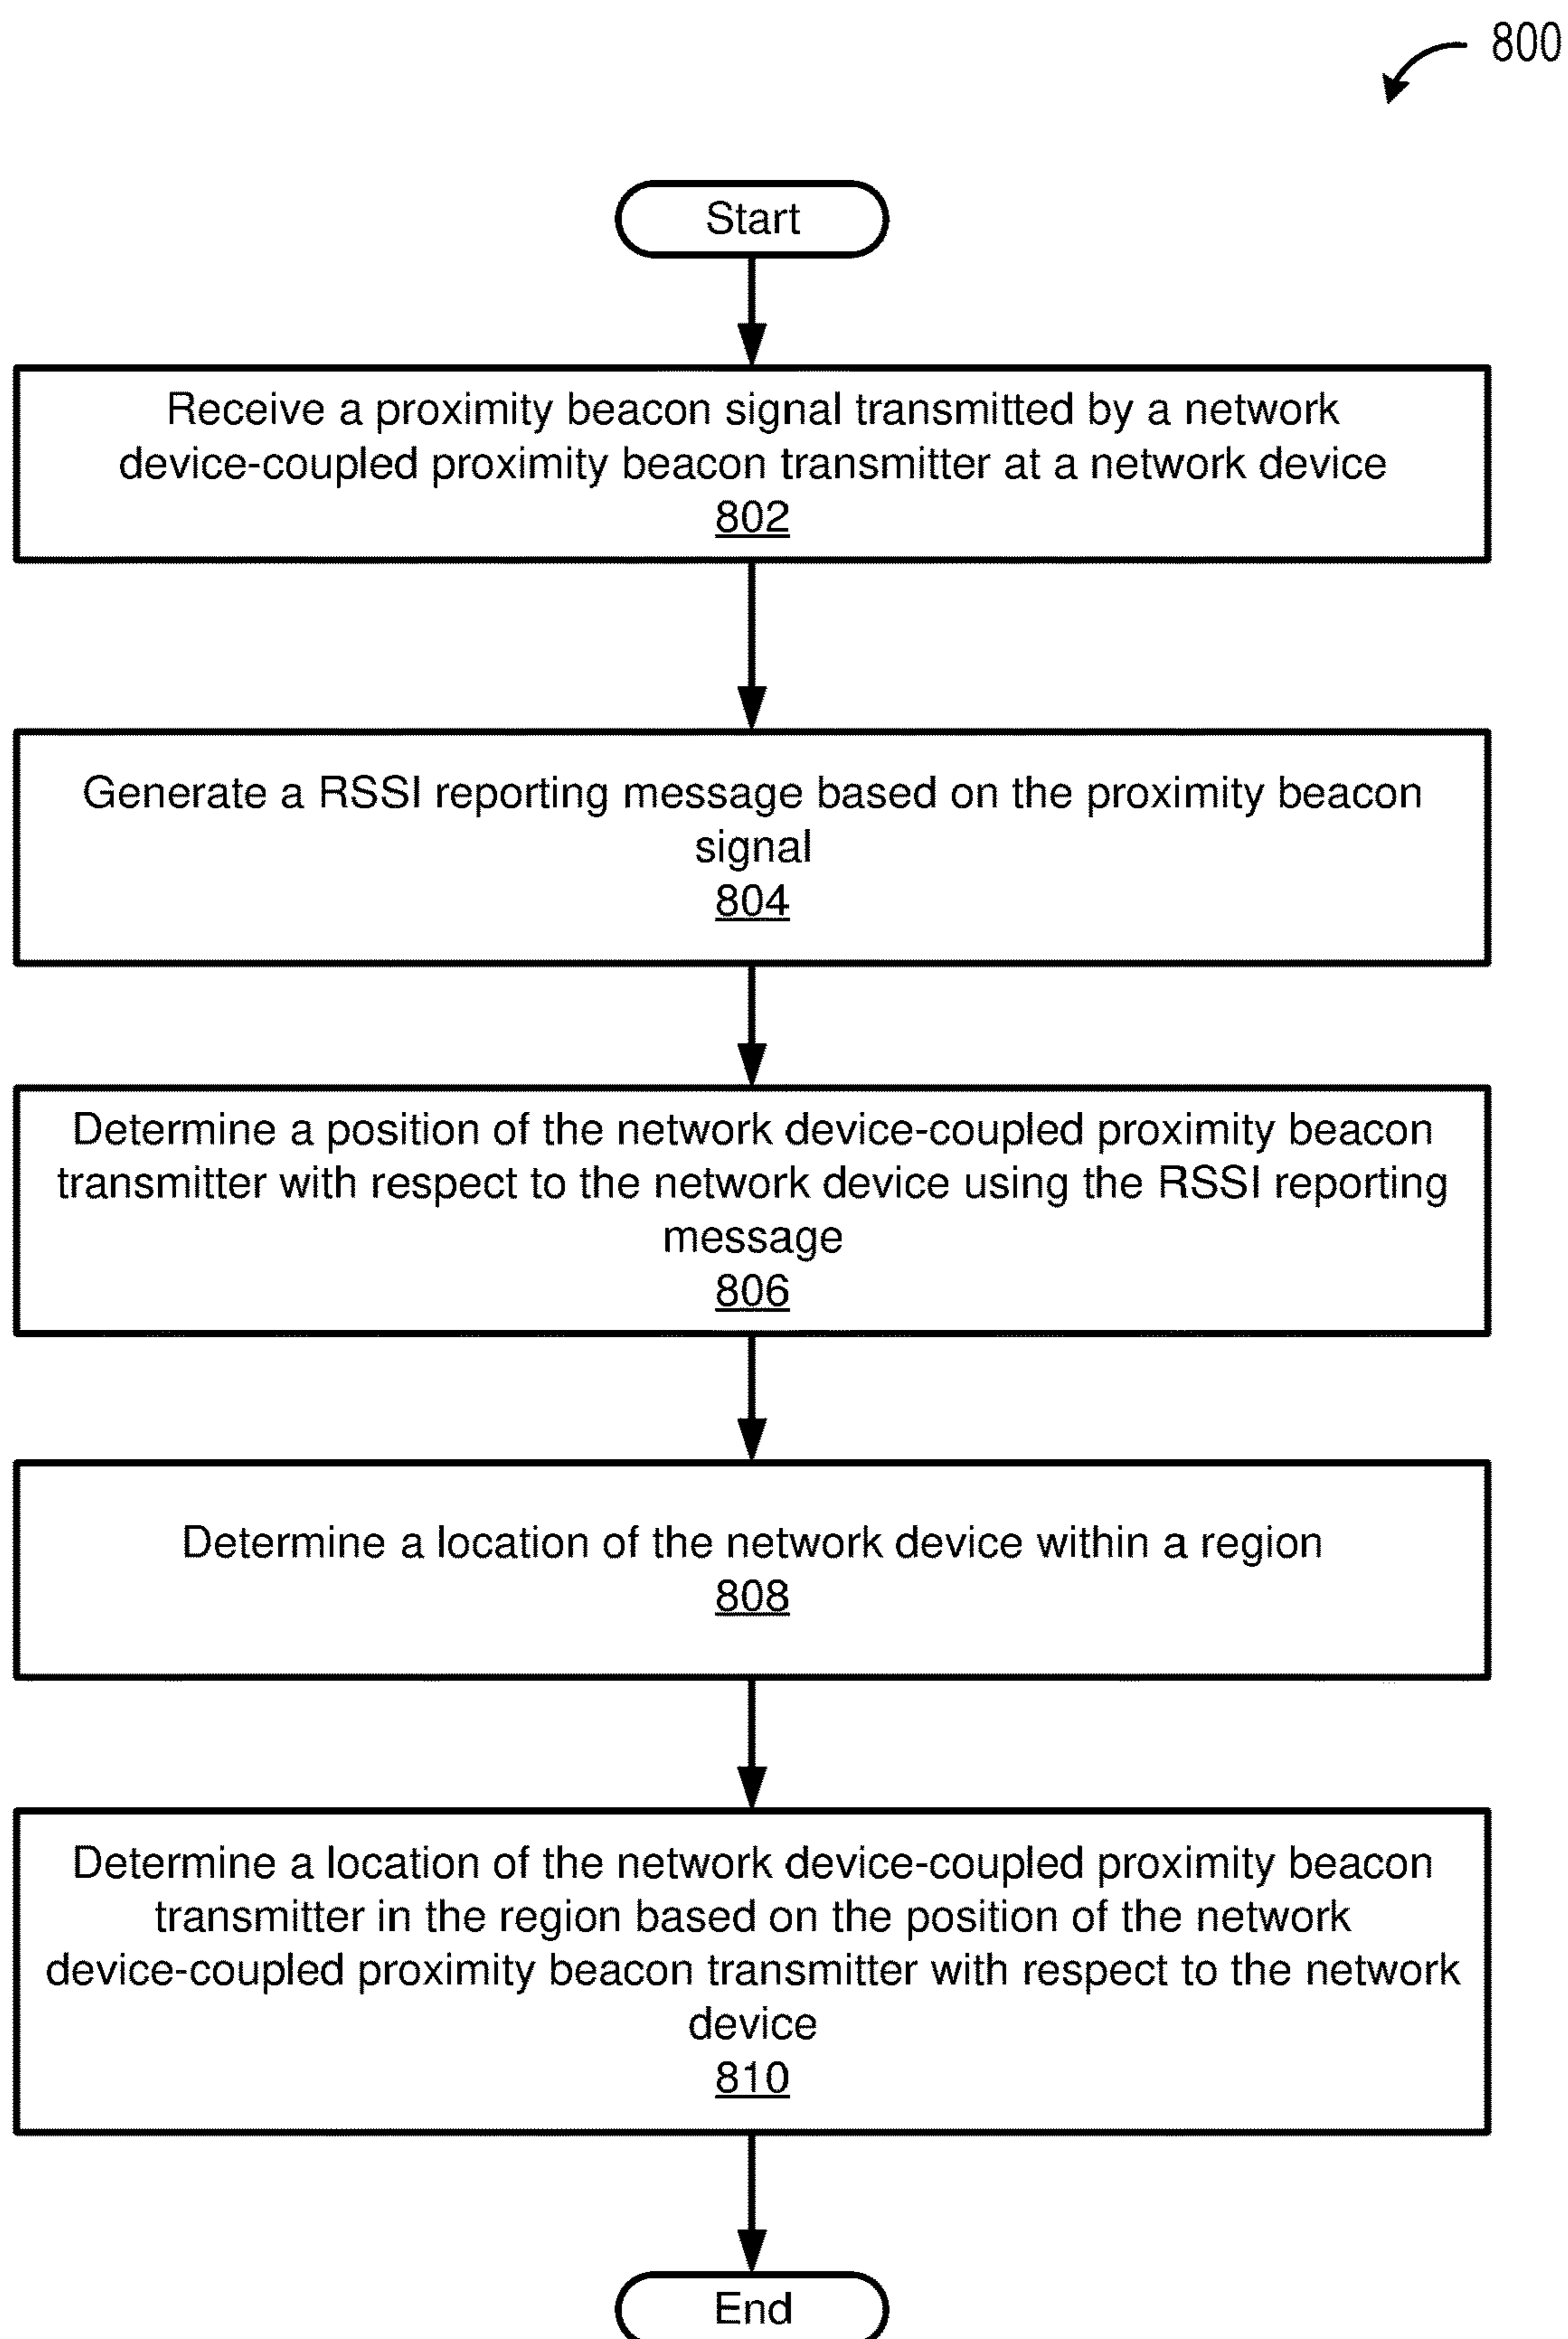 800
Start
Receive a proximity beacon signal transmitted by a network
device-coupled proximity beacon transmitter at a network device
802
Generate a RSSI reporting message based on the proximity beacon
signal
804
Determine a position of the network device-coupled proximity beacon
transmitter with respect to the network device using the RSSI reporting
message
806
Determine a location of the network device within a region
808
Determine a location of the network device-coupled proximity beacon
transmitter in the region based on the position of the network
device-coupled proximity beacon transmitter with respect to the network
device
810
End